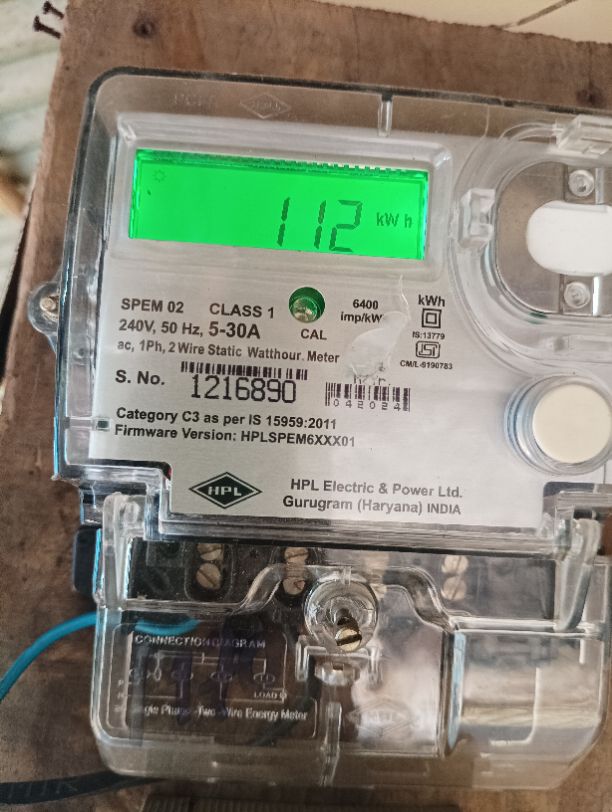 HPL
112 kWh
SPEM 02 CLASS 1 6400 kWh
240V, 50 Hz, 5-30A CAL imp/kW
IS:13779
ac, 1Ph, 2 Wire Static Watthour Meter
CM/L-5190783
S. No. 1216890
042024
Category C3 as per IS 15959:2011
Firmware Version: HPLSPEM6XXX01
HPL
HPL Electric & Power Ltd.
Gurugram (Haryana) INDIA
CONNECTION DIAGRAM
LOAD
Single Phase Two Wire Energy Meter